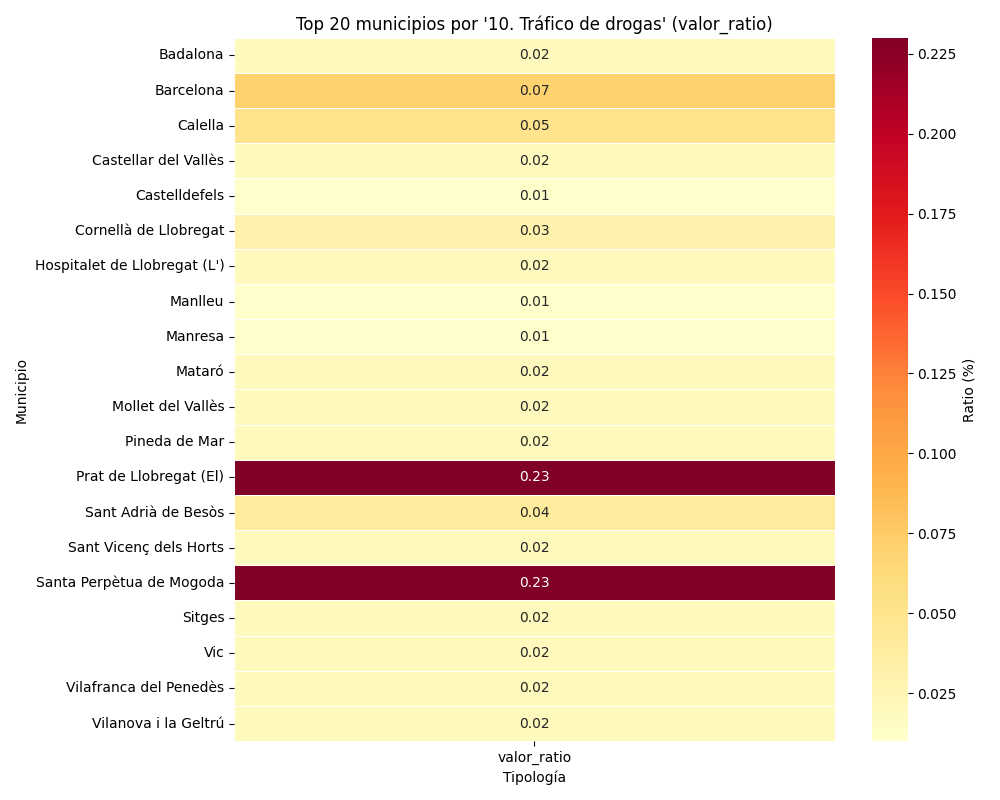 Top 20 municipios por '10. Tráfico de drogas' (valor_ratio)
Municipio
Badalona 0.02
Barcelona 0.07
Calella 0.05
Castellar del Vallès 0.02
Castelldefels 0.01
Cornellà de Llobregat 0.03
Hospitalet de Llobregat (L') 0.02
Manlleu 0.01
Manresa 0.01
Mataró 0.02
Mollet del Vallès 0.02
Pineda de Mar 0.02
Prat de Llobregat (El) 0.23
Sant Adrià de Besòs 0.04
Sant Vicenç dels Horts 0.02
Santa Perpètua de Mogoda 0.23
Sitges 0.02
Vic 0.02
Vilafranca del Penedès 0.02
Vilanova i la Geltrú 0.02
valor_ratio
Tipología
0.225
0.200
0.175
0.150
0.125
0.100
0.075
0.050
0.025
Ratio (%)